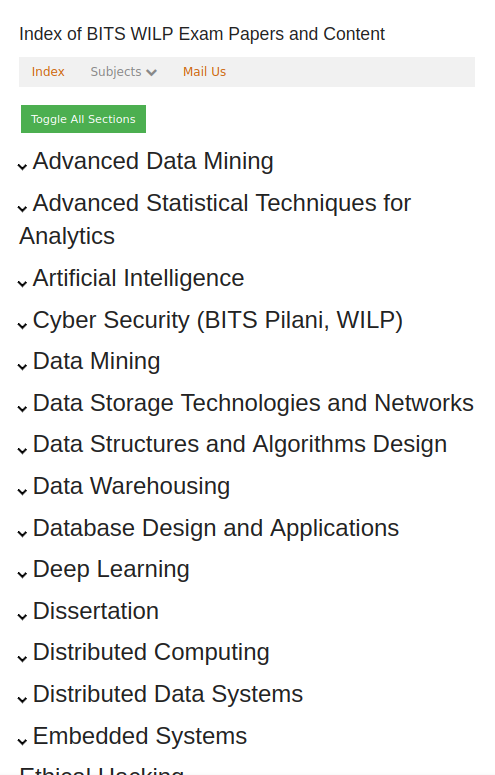 Index of BITS WILP Exam Papers and Content
Index Subjects Mail Us
Toggle All Sections
Advanced Data Mining
Advanced Statistical Techniques for
Analytics
Artificial Intelligence
Cyber Security (BITS Pilani, WILP)
Data Mining
Data Storage Technologies and Networks
Data Structures and Algorithms Design
Data Warehousing
Database Design and Applications
Deep Learning
Dissertation
Distributed Computing
Distributed Data Systems
Embedded Systems
Ethical Hacking